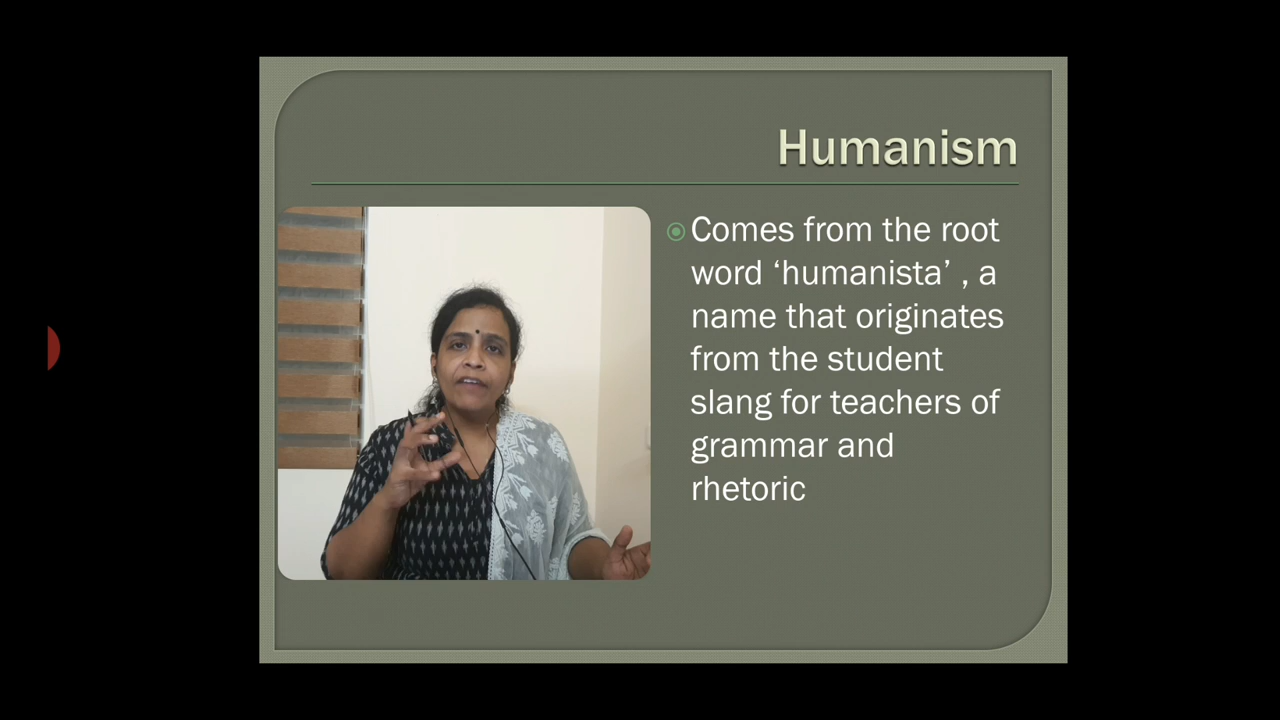 Humanism
Comes from the root
word ‘humanista’ , a
name that originates
from the student
slang for teachers of
grammar and
rhetoric